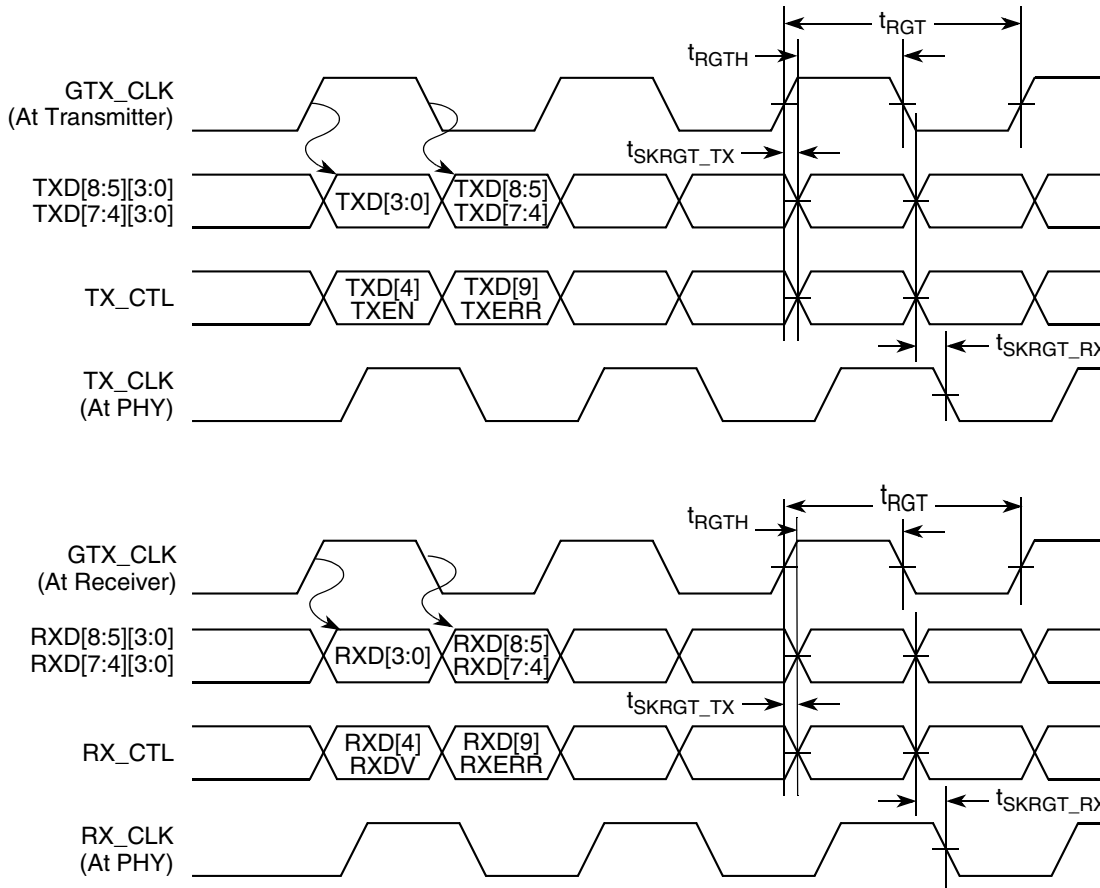 tRGT
tRGTH
GTX_CLK
(At Transmitter)
tSKRGT_TX
TXD[8:5][3:0]
TXD[7:4][3:0]
TXD[3:0]
TXD[8:5]
TXD[7:4]
TX_CTL
TXD[4]
TXEN
TXD[9]
TXERR
tSKRGT_RX
TX_CLK
(At PHY)
tRGT
tRGTH
GTX_CLK
(At Receiver)
RXD[8:5][3:0]
RXD[7:4][3:0]
RXD[3:0]
RXD[8:5]
RXD[7:4]
tSKRGT_TX
RX_CTL
RXD[4]
RXDV
RXD[9]
RXERR
tSKRGT_RX
RX_CLK
(At PHY)